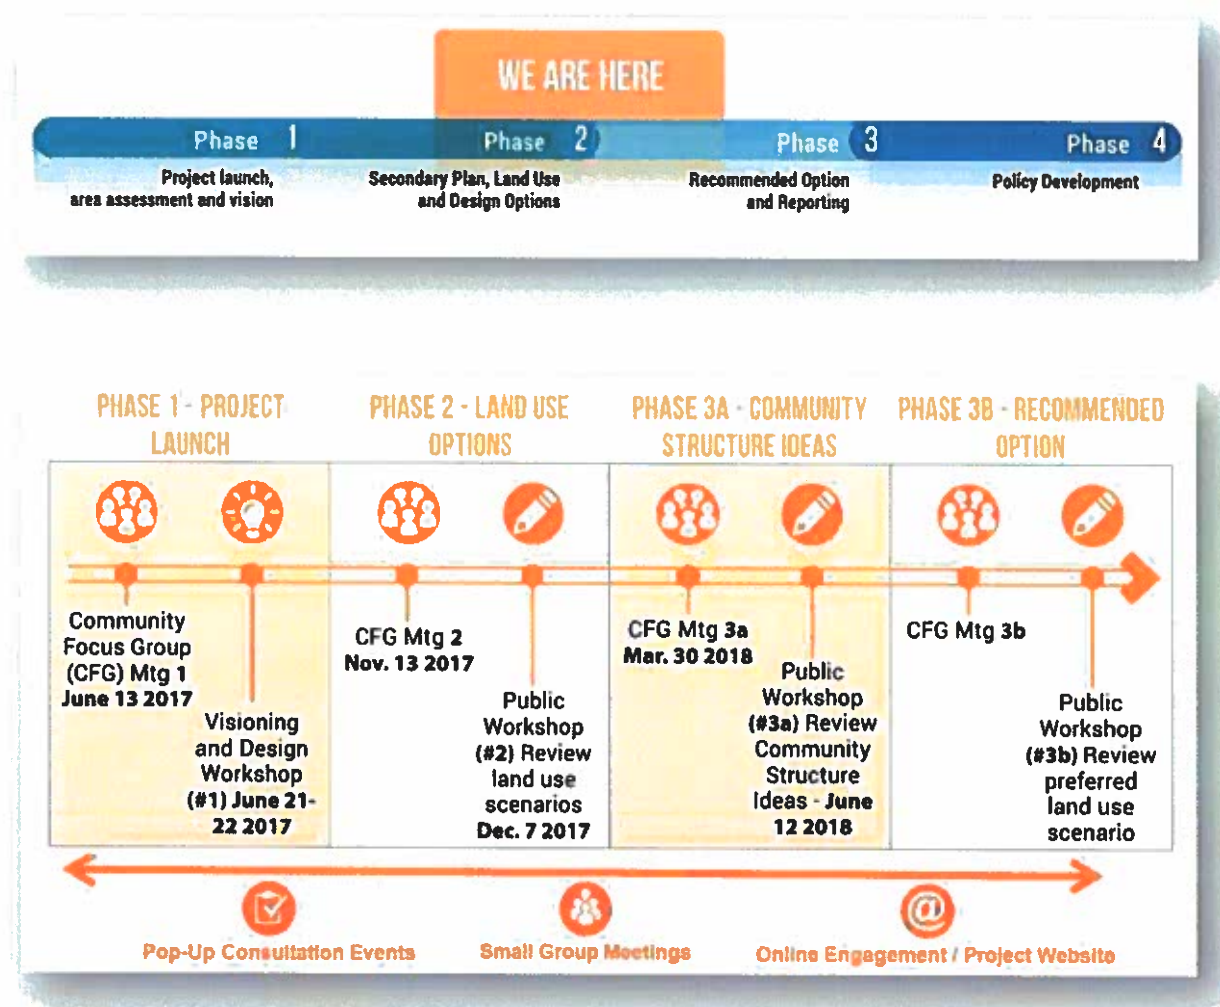 WE ARE HERE
Phase 1
Phase 2
Phase 3
Phase 4
Project launch,
area assessment and vision
Secondary Plan, Land Use
and Design Options
Recommended Option
and Reporting
Policy Development
PHASE 1 - PROJECT
LAUNCH
PHASE 2 - LAND USE
OPTIONS
PHASE 3A - COMMUNITY
STRUCTURE IDEAS
PHASE 3B - RECOMMENDED
OPTION
Community
Focus Group
(CFG) Mtg 1
June 13 2017
Visioning
and Design
Workshop
(#1) June 21-
22 2017
CFG Mtg 2
Nov. 13 2017
Public
Workshop
(#2) Review
land use
scenarios
Dec. 7 2017
CFG Mtg 3a
Mar. 30 2018
Public
Workshop
(#3a) Review
Community
Structure
Ideas - June
12 2018
CFG Mtg 3b
Public
Workshop
(#3b) Review
preferred
land use
scenario
@
Pop-Up Consultation Events
Small Group Meetings
Online Engagement / Project Website